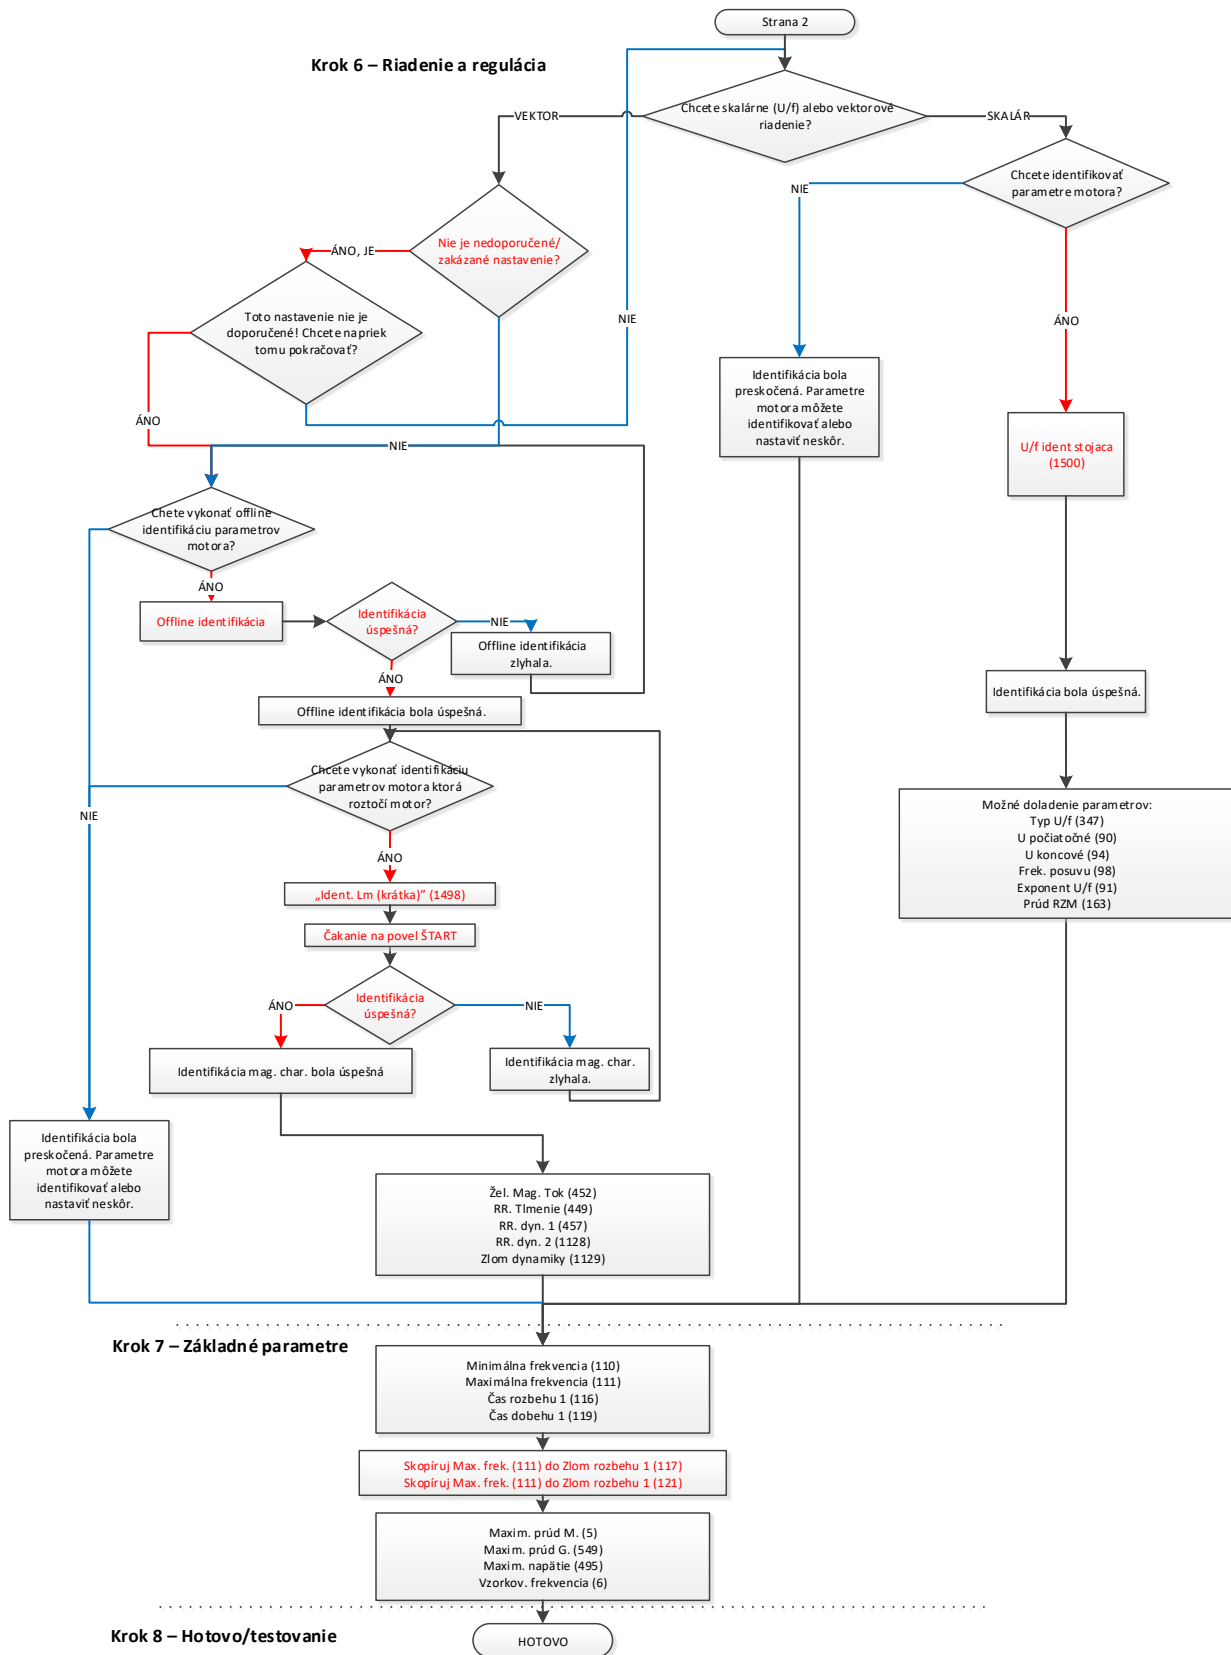 Strana 2
Krok 6 – Riadenie a regulácia
Chcete skalárne (U/f) alebo vektorové
riadenie?
VEKTOR
SKALÁR
Chcete identifikovať
parametre motora?
NIE
Nie je nedoporučené/
zakázané nastavenie?
ÁNO, JE
Toto nastavenie nie je
doporučené! Chcete napriek
tomu pokračovať?
NIE
ÁNO
Identifikácia bola
preskočená. Parametre
motora môžete
identifikovať alebo
nastaviť neskôr.
ÁNO
U/f ident stojaca
(1500)
NIE
Chete vykonať offline
identifikáciu parametrov
motora?
ÁNO
Offline identifikácia
Identifikácia
úspešná?
NIE
Offline identifikácia
zlyhala.
ÁNO
Offline identifikácia bola úspešná.
Identifikácia bola úspešná.
Chcete vykonať identifikáciu
parametrov motora ktorá
roztočí motor?
NIE
ÁNO
Možné doladenie parametrov:
Typ U/f (347)
U počiatočné (90)
U koncové (94)
Frek. posuvu (98)
Exponent U/f (91)
Prúd RZM (163)
„Ident. Lm (krátka)” (1498)
Čakanie na povel ŠTART
Identifikácia
úspešná?
ÁNO
NIE
Identifikácia mag. char. bola úspešná
Identifikácia mag. char.
zlyhala.
Identifikácia bola
preskočená. Parametre
motora môžete
identifikovať alebo
nastaviť neskôr.
Žel. Mag. Tok (452)
RR. Tlmenie (449)
RR. dyn. 1 (457)
RR. dyn. 2 (1128)
Zlom dynamiky (1129)
Krok 7 – Základné parametre
Minimálna frekvencia (110)
Maximálna frekvencia (111)
Čas rozbehu 1 (116)
Čas dobehu 1 (119)
Skopíruj Max. frek. (111) do Zlom rozbehu 1 (117)
Skopíruj Max. frek. (111) do Zlom rozbehu 1 (121)
Maxim. prúd M. (5)
Maxim. prúd G. (549)
Maxim. napätie (495)
Vzorkov. frekvencia (6)
Krok 8 – Hotovo/testovanie
HOTOVO